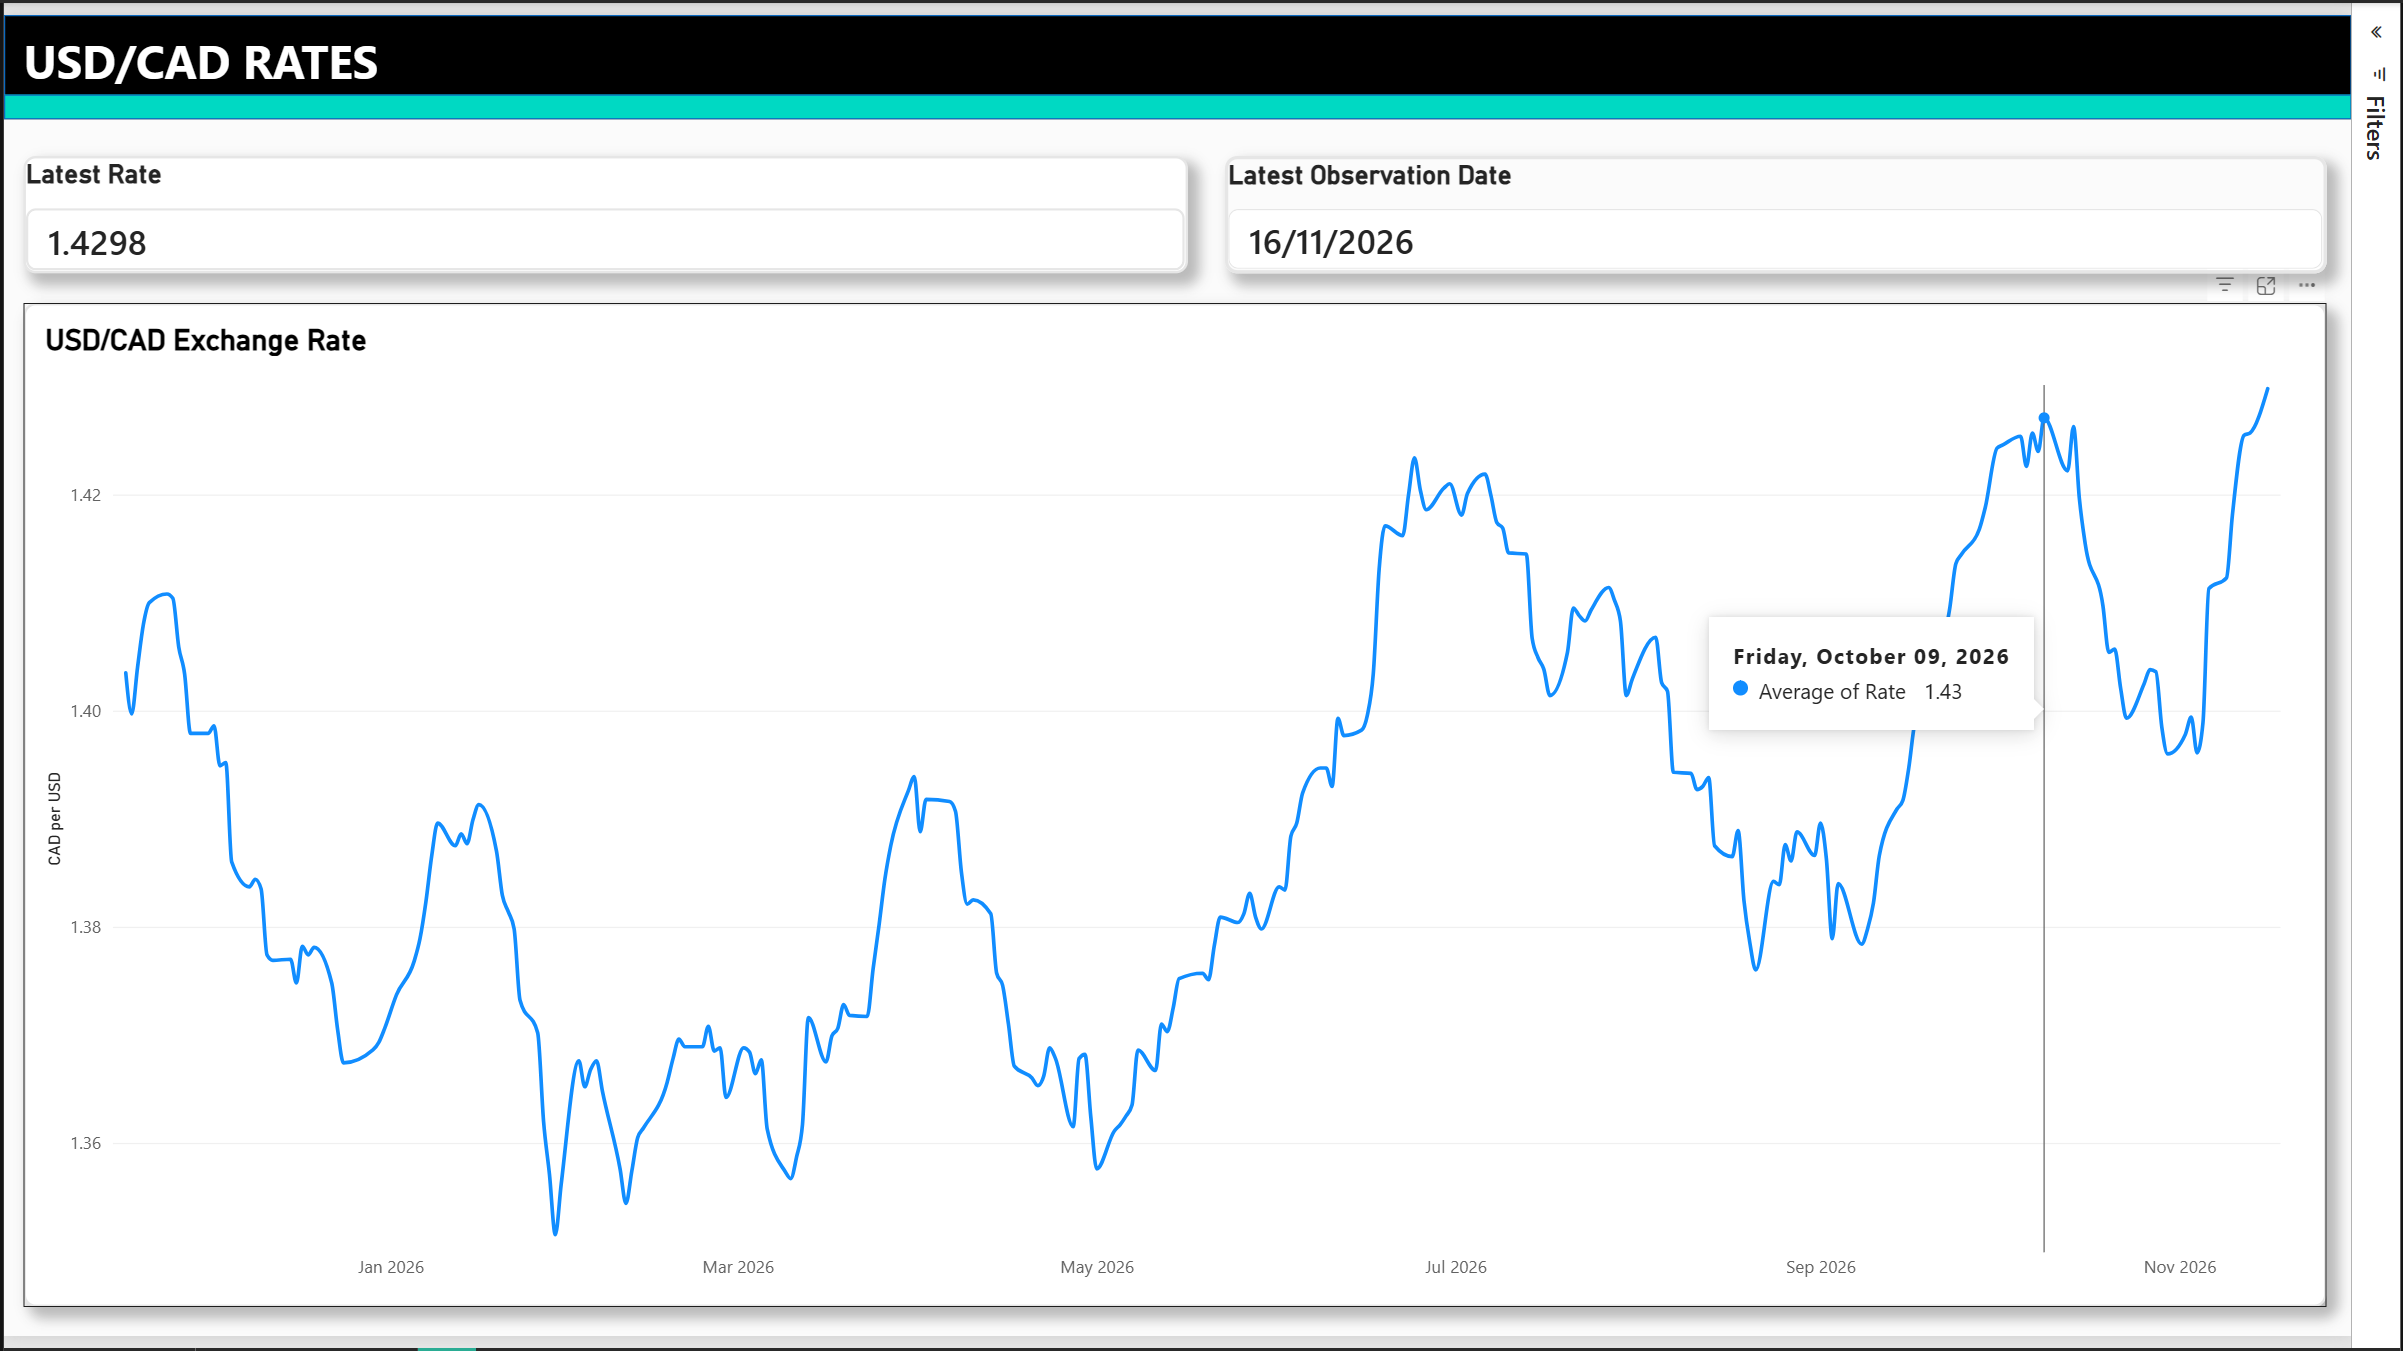 USD/CAD RATES
Filters
Latest Rate
1.4298
Latest Observation Date
16/11/2026
USD/CAD Exchange Rate
CAD per USD
1.42
1.40
1.38
1.36
Friday, October 09, 2026
Average of Rate 1.43
Jan 2026
Mar 2026
May 2026
Jul 2026
Sep 2026
Nov 2026